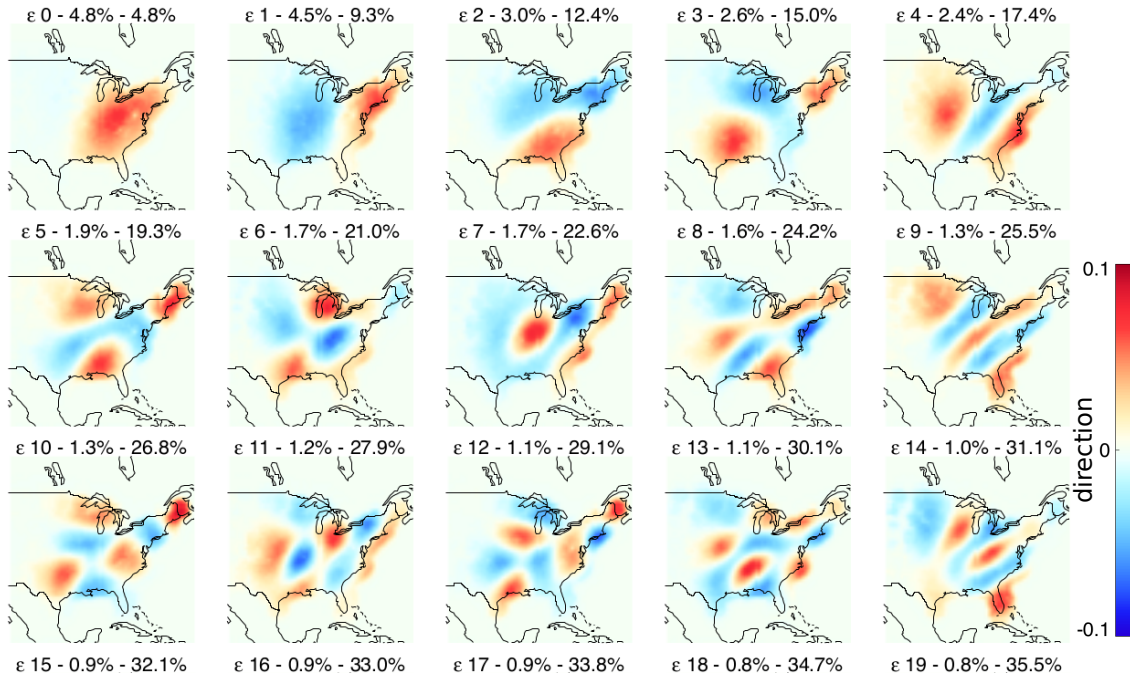 ε 0 - 4.8% - 4.8%
ε 1 - 4.5% - 9.3%
ε 2 - 3.0% - 12.4%
ε 3 - 2.6% - 15.0%
ε 4 - 2.4% - 17.4%
ε 5 - 1.9% - 19.3%
ε 6 - 1.7% - 21.0%
ε 7 - 1.7% - 22.6%
ε 8 - 1.6% - 24.2%
ε 9 - 1.3% - 25.5%
0.1
direction
0
ε 10 - 1.3% - 26.8%
ε 11 - 1.2% - 27.9%
ε 12 - 1.1% - 29.1%
ε 13 - 1.1% - 30.1%
ε 14 - 1.0% - 31.1%
-0.1
ε 15 - 0.9% - 32.1%
ε 16 - 0.9% - 33.0%
ε 17 - 0.9% - 33.8%
ε 18 - 0.8% - 34.7%
ε 19 - 0.8% - 35.5%